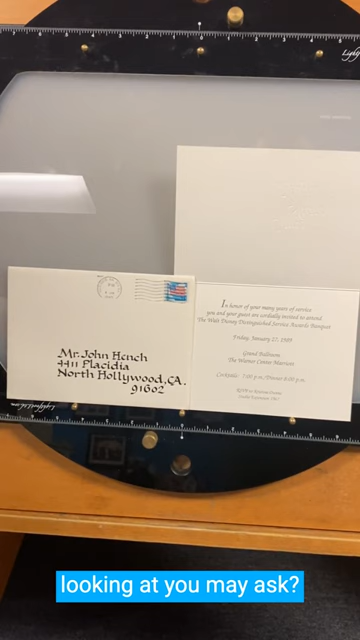 In honor of your many years of service
you and your guest are cordially invited to attend
The Walt Disney Distinguished Service Awards Banquet
Friday, January 27, 1989
Grand Ballroom
The Warner Center Marriott
Cocktails: 7:00 p.m./Dinner 8:00 p.m.
Mr. John Hench
4411 Placidia
North Hollywood, CA.
91602
looking at you may ask?